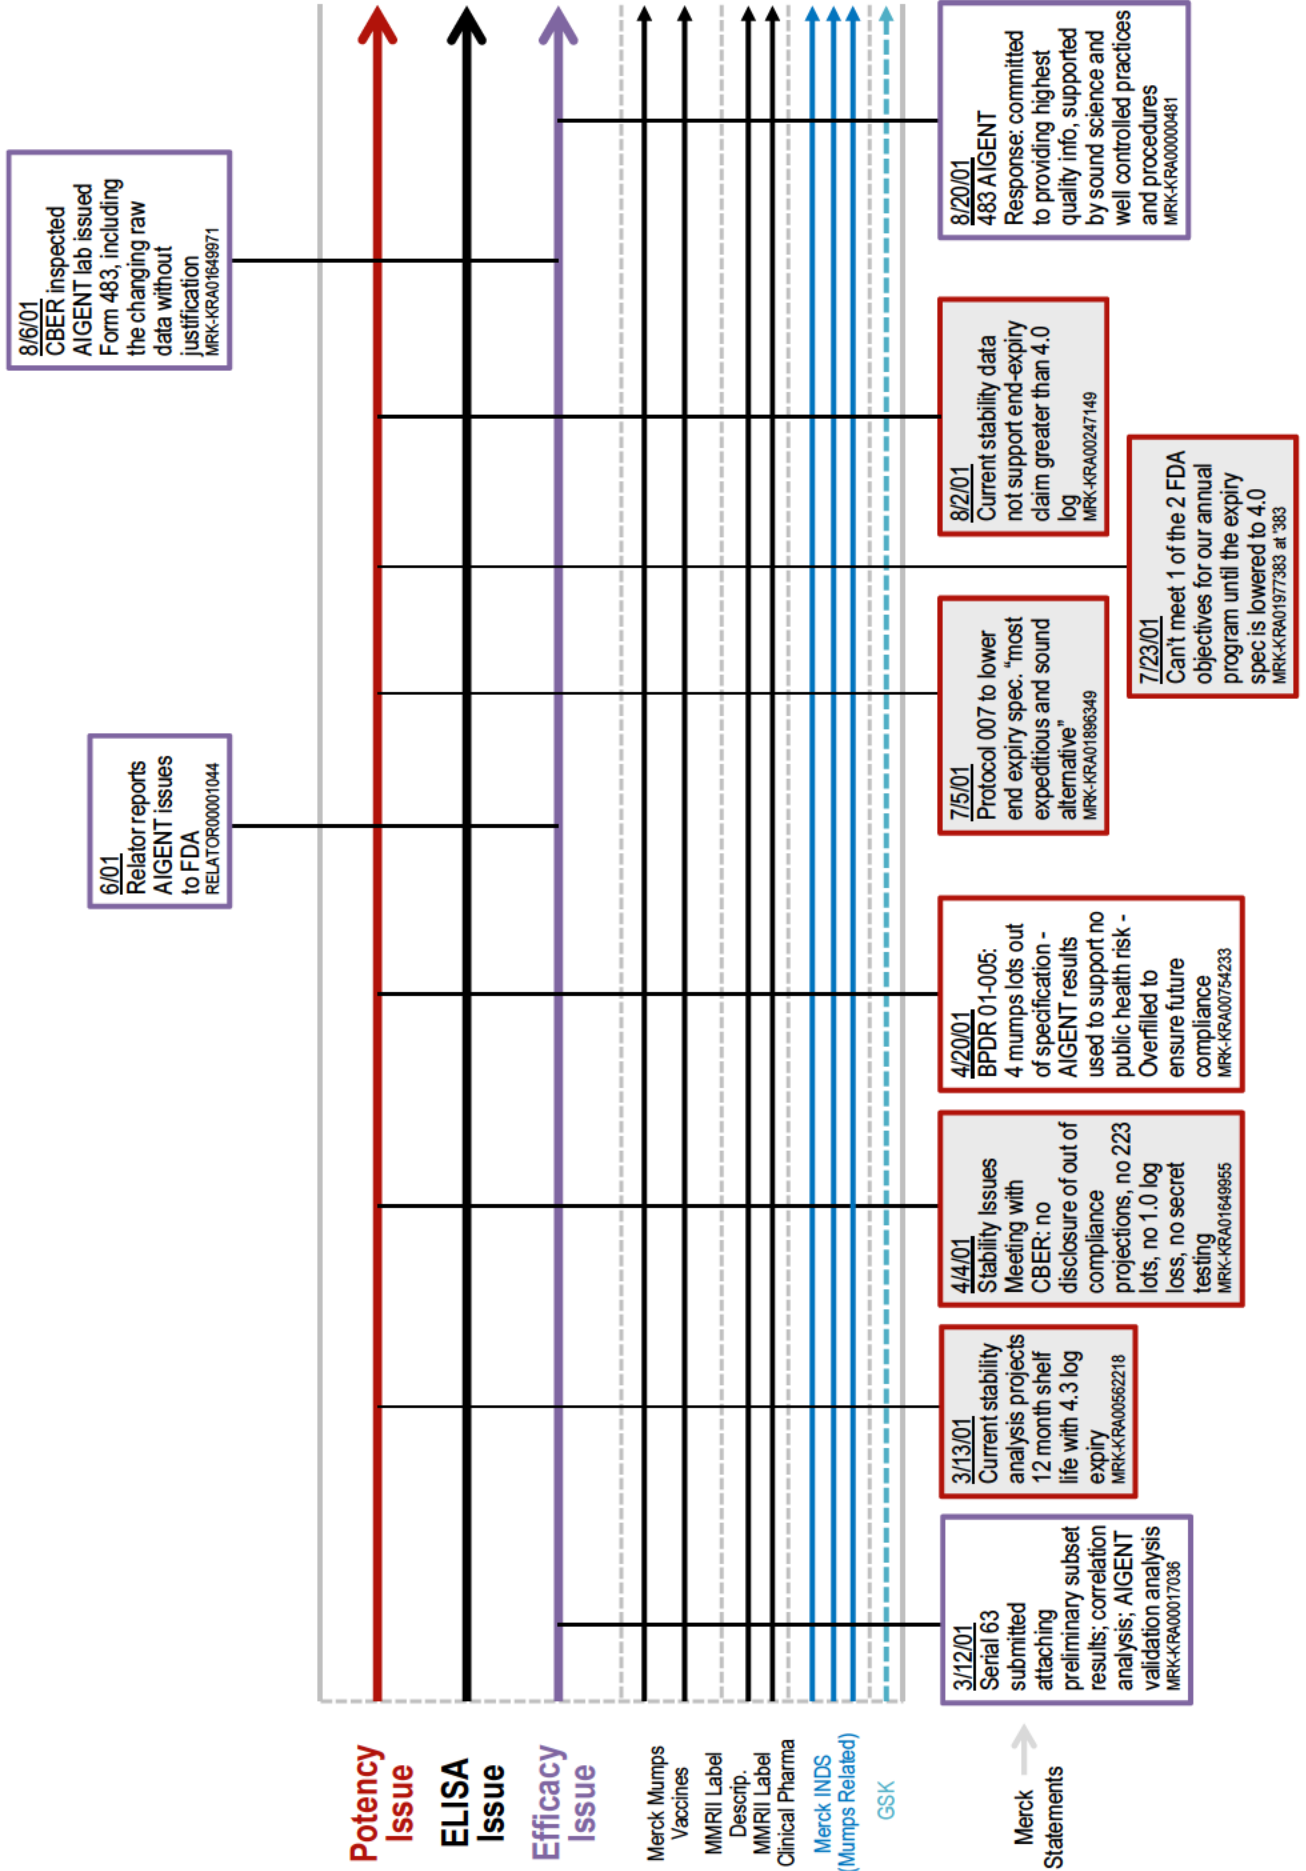 8/6/01
CBER inspected
AIGENT lab issued
Form 483, including
the changing raw
data without
justification
MRK-KRA01649971
6/01
Relator reports
AIGENT issues
to FDA
RELATOR00001044
Potency
Issue
ELISA
Issue
Efficacy
Issue
Merck Mumps
Vaccines
MMRII Label
Descrip.
MMRII Label
Clinical Pharma
Merck INDS
(Mumps Related)
GSK
Merck
Statements
3/12/01
Serial 63
submitted
attaching
preliminary subset
results; correlation
analysis; AIGENT
validation analysis
MRK-KRA00017036
3/13/01
Current stability
analysis projects
12 month shelf
life with 4.3 log
expiry
MRK-KRA00562218
4/4/01
Stability Issues
Meeting with
CBER: no
disclosure of out of
compliance
projections, no 223
lots, no 1.0 log
loss, no secret
testing
MRK-KRA01649955
4/20/01
BPDR 01-005:
4 mumps lots out
of specification -
AIGENT results
used to support no
public health risk -
Overfilled to
ensure future
compliance
MRK-KRA00754233
7/5/01
Protocol 007 to lower
end expiry spec. “most
expeditious and sound
alternative”
MRK-KRA01896349
7/23/01
Can't meet 1 of the 2 FDA
objectives for our annual
program until the expiry
spec is lowered to 4.0
MRK-KRA01977383 at '383
8/2/01
Current stability data
not support end-expiry
claim greater than 4.0
log
MRK-KRA00247149
8/20/01
483 AIGENT
Response: committed
to providing highest
quality info, supported
by sound science and
well controlled practices
and procedures
MRK-KRA00000481